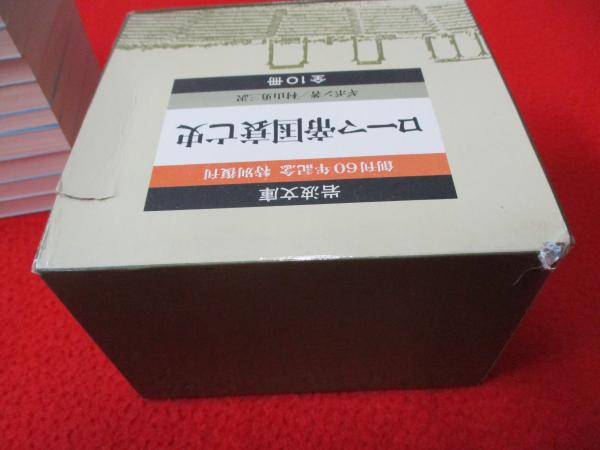 岩波文庫
創刊60年記念 特別復刊
ローマ帝国衰亡史
ギボン著/村山勇三訳
全10冊